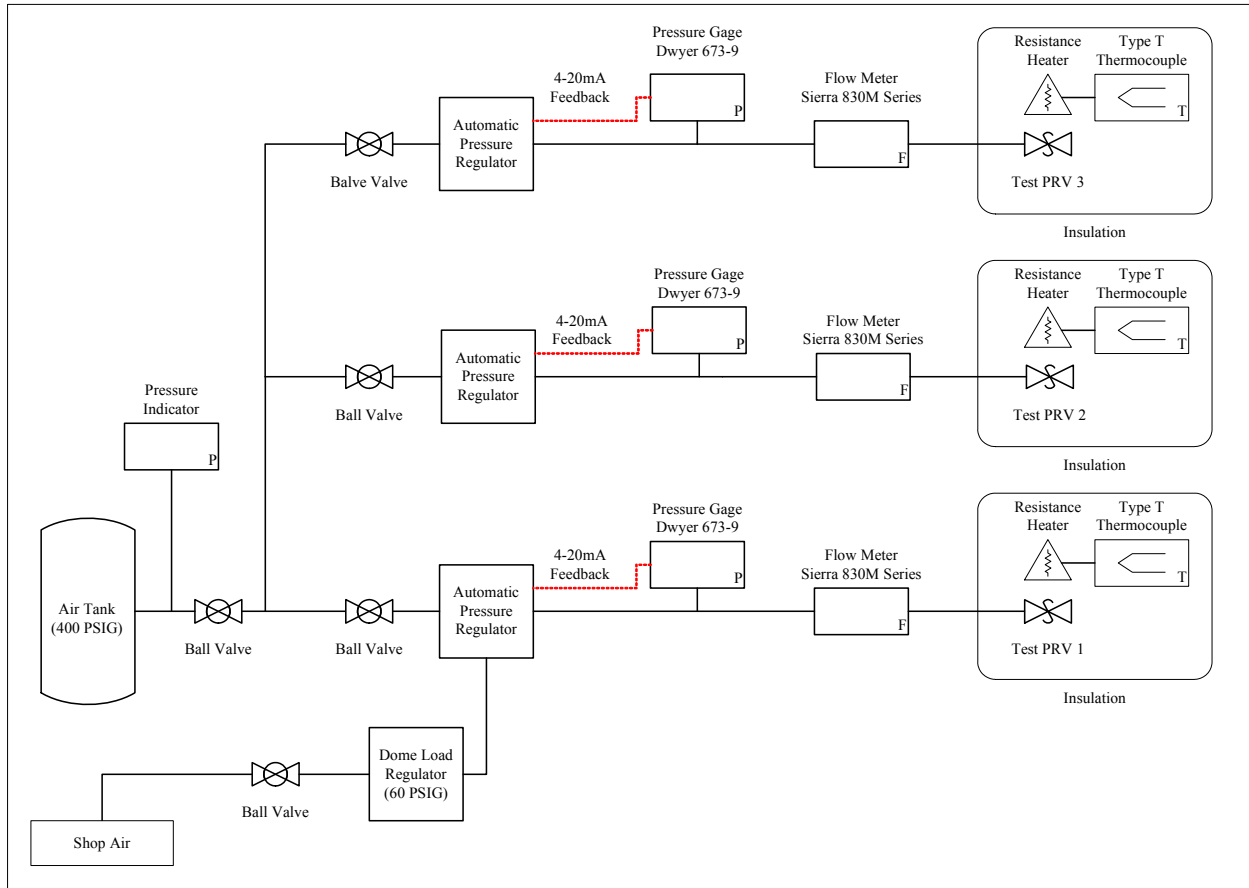 Pressure Gage
Dwyer 673-9
4-20mA
Feedback
P
Automatic
Pressure
Regulator
Balve Valve
Flow Meter
Sierra 830M Series
F
Resistance
Heater
Type T
Thermocouple
T
Test PRV 3
Insulation
Pressure Gage
Dwyer 673-9
4-20mA
Feedback
P
Automatic
Pressure
Regulator
Ball Valve
Flow Meter
Sierra 830M Series
F
Resistance
Heater
Type T
Thermocouple
T
Test PRV 2
Insulation
Pressure
Indicator
P
Air Tank
(400 PSIG)
Ball Valve
Ball Valve
Pressure Gage
Dwyer 673-9
4-20mA
Feedback
P
Automatic
Pressure
Regulator
Flow Meter
Sierra 830M Series
F
Resistance
Heater
Type T
Thermocouple
T
Test PRV 1
Insulation
Dome Load
Regulator
(60 PSIG)
Ball Valve
Shop Air